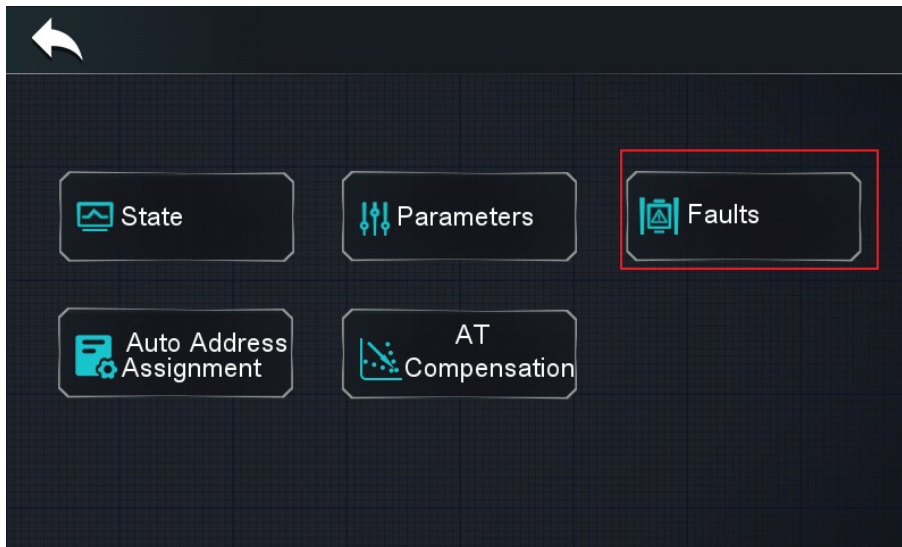 State
Parameters
Faults
Auto Address
Assignment
AT
Compensation